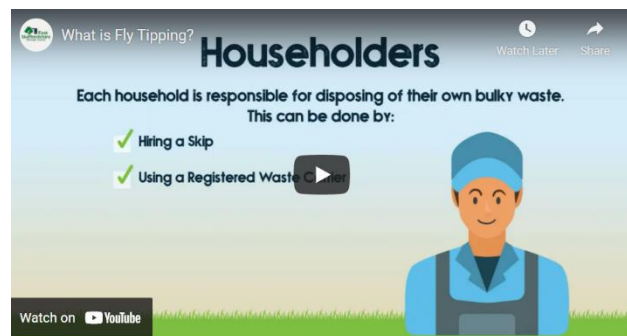 What is Fly Tipping?
Watch Later
Share
Householders
Each household is responsible for disposing of their own bulky waste.
This can be done by:
Hiring a Skip
Using a Registered Waste
Watch on YouTube